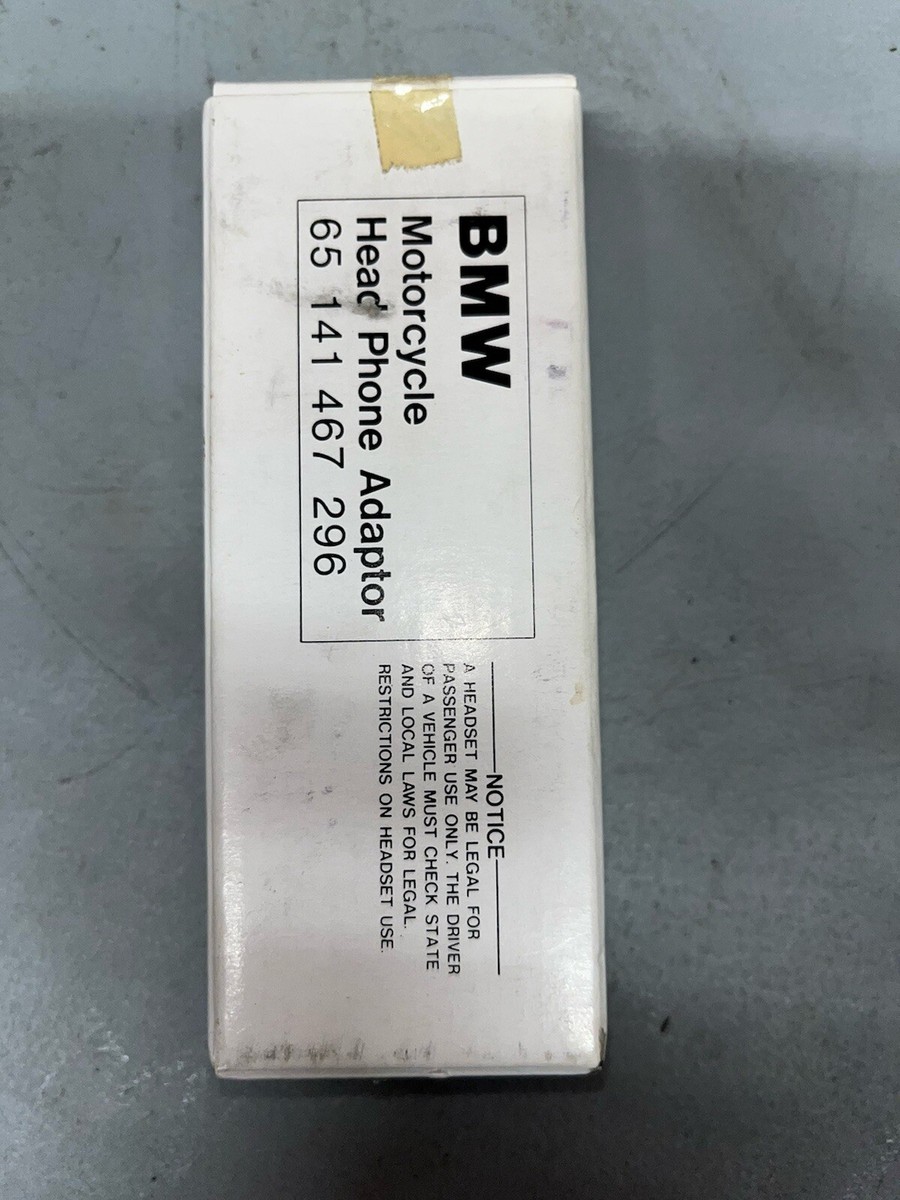 BMW
Motorcycle
Head Phone Adaptor
65 141 467 296
NOTICE
A HEADSET MAY BE LEGAL FOR
PASSENGER USE ONLY. THE DRIVER
OF A VEHICLE MUST CHECK STATE
AND LOCAL LAWS FOR LEGAL.
RESTRICTIONS ON HEADSET USE.